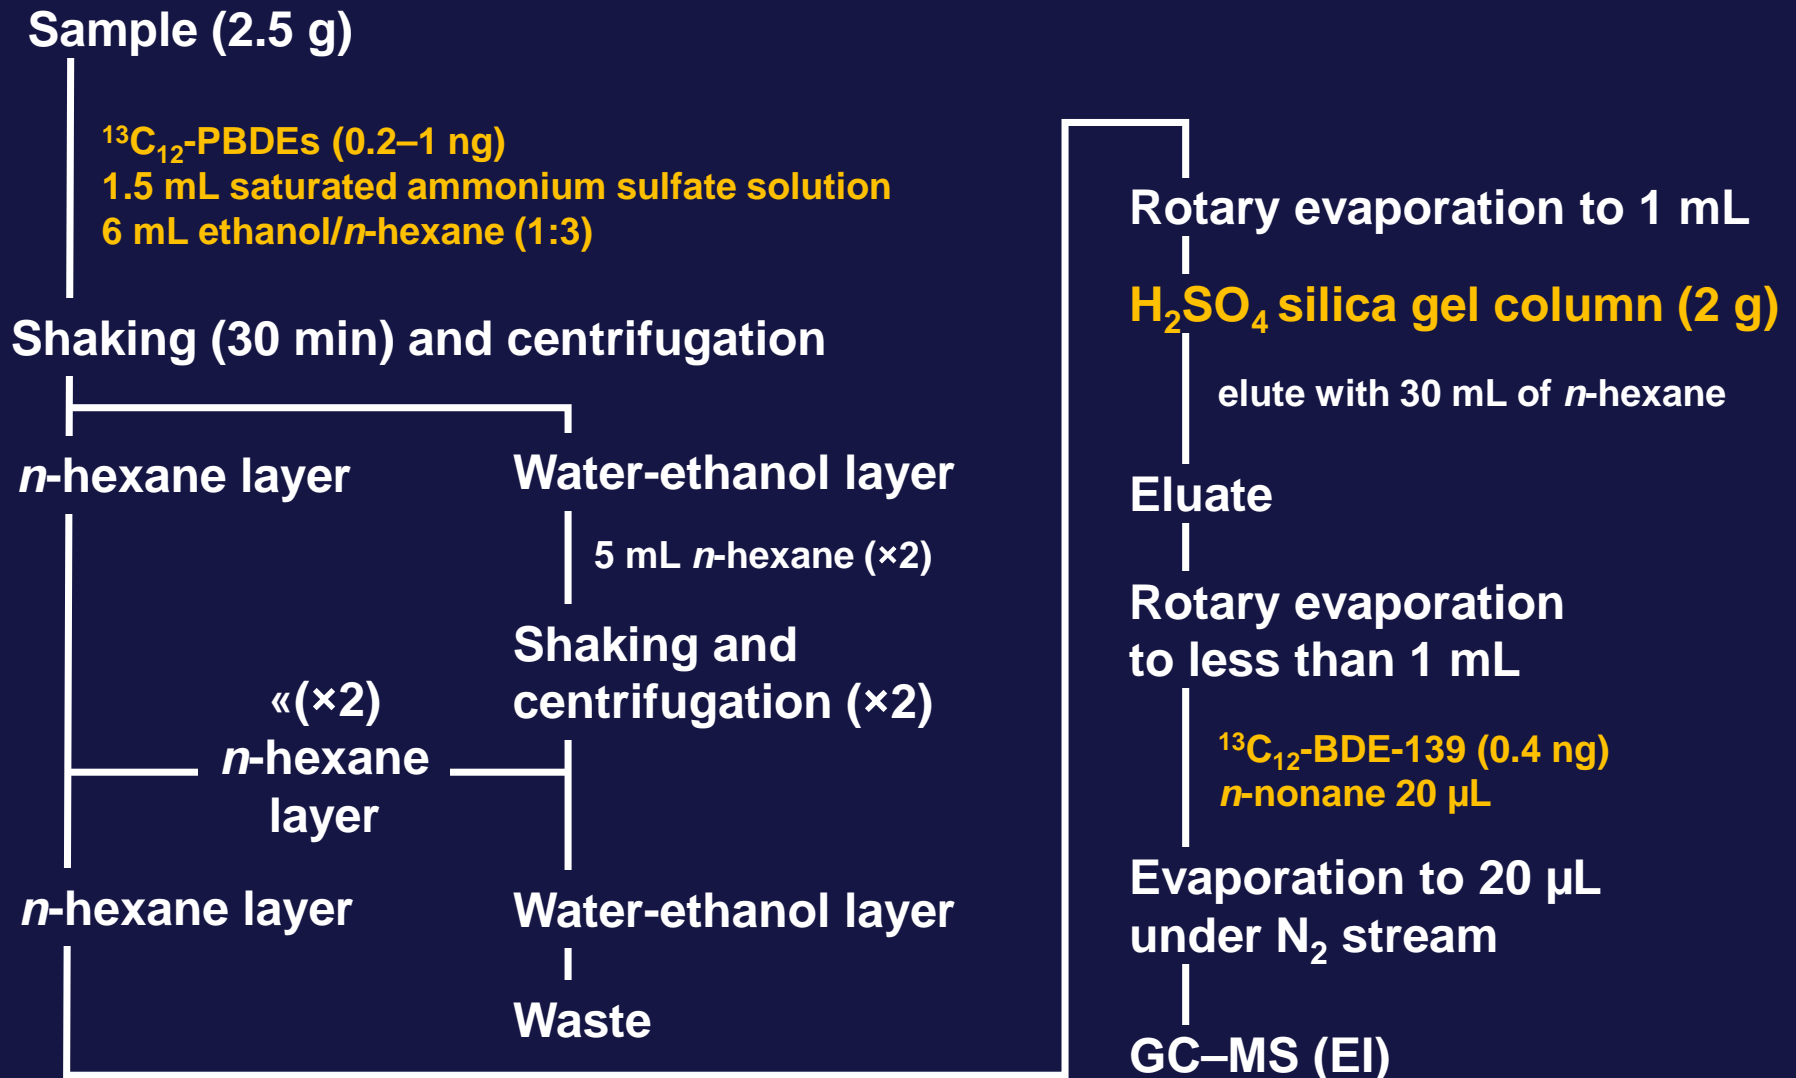 Sample (2.5 g)
¹³C₁₂-PBDEs (0.2–1 ng)
1.5 mL saturated ammonium sulfate solution
6 mL ethanol/n-hexane (1:3)
Shaking (30 min) and centrifugation
n-hexane layer
Water-ethanol layer
5 mL n-hexane (×2)
Shaking and
centrifugation (×2)
«(×2)
n-hexane
layer
n-hexane layer
Water-ethanol layer
Waste
Rotary evaporation to 1 mL
H₂SO₄ silica gel column (2 g)
elute with 30 mL of n-hexane
Eluate
Rotary evaporation
to less than 1 mL
¹³C₁₂-BDE-139 (0.4 ng)
n-nonane 20 µL
Evaporation to 20 µL
under N₂ stream
GC–MS (EI)